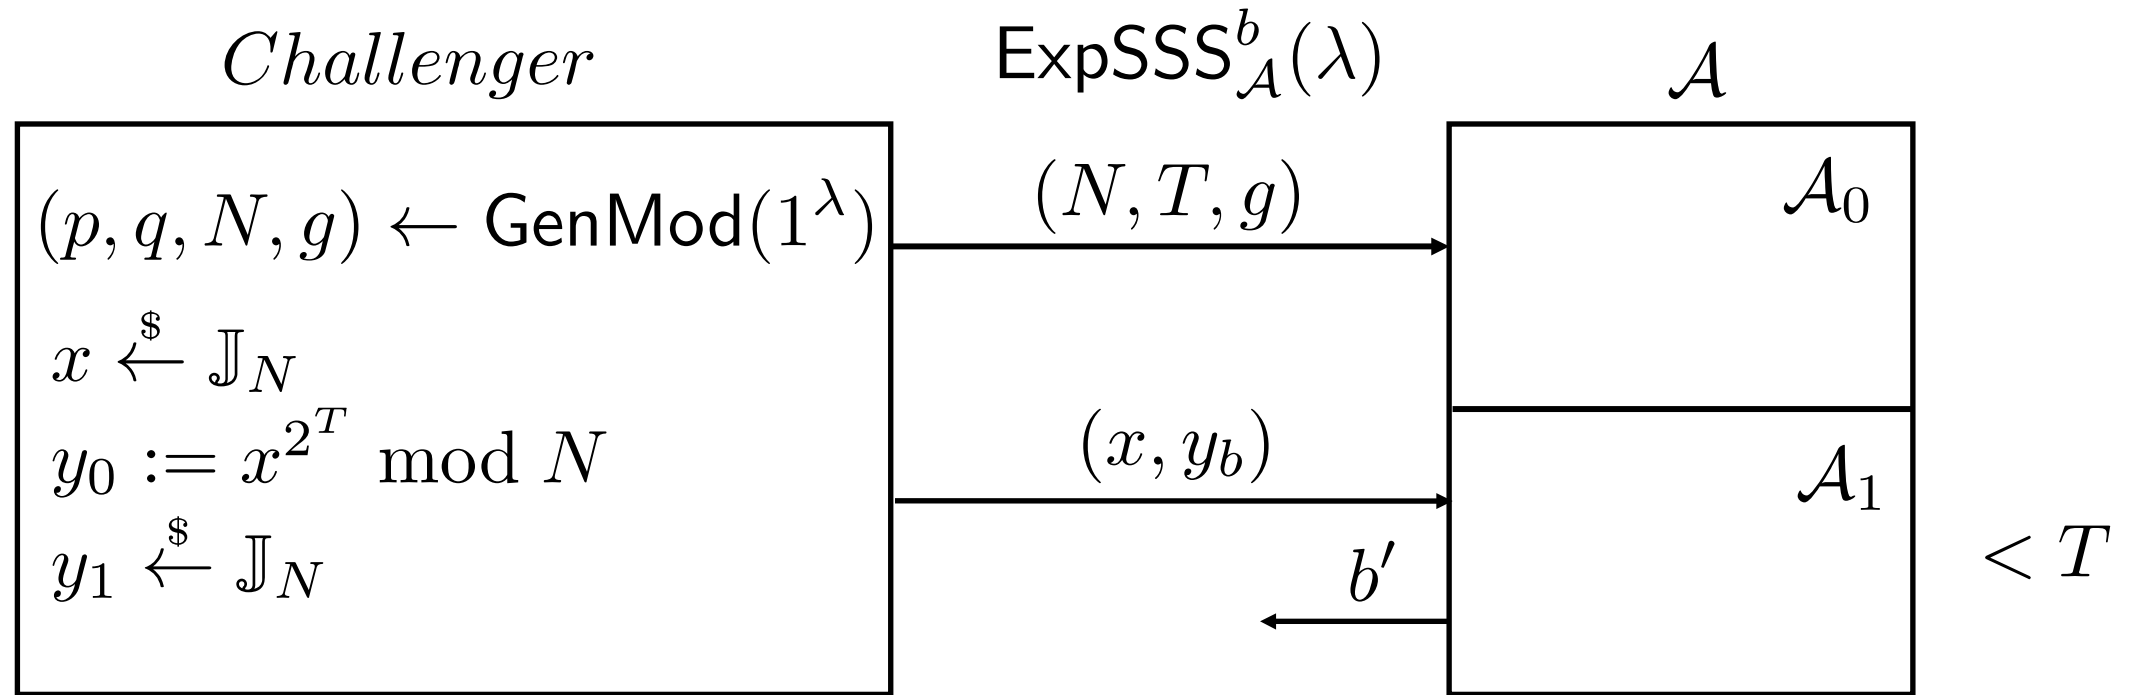 Challenger
ExpSSS^b_𝒜(λ)
𝒜
(p, q, N, g) ← GenMod(1^λ)
(N, T, g)
𝒜_0
x ←^$ 𝕁_N
y_0 := x^{2^T} mod N
(x, y_b)
𝒜_1
y_1 ←^$ 𝕁_N
b′
< T